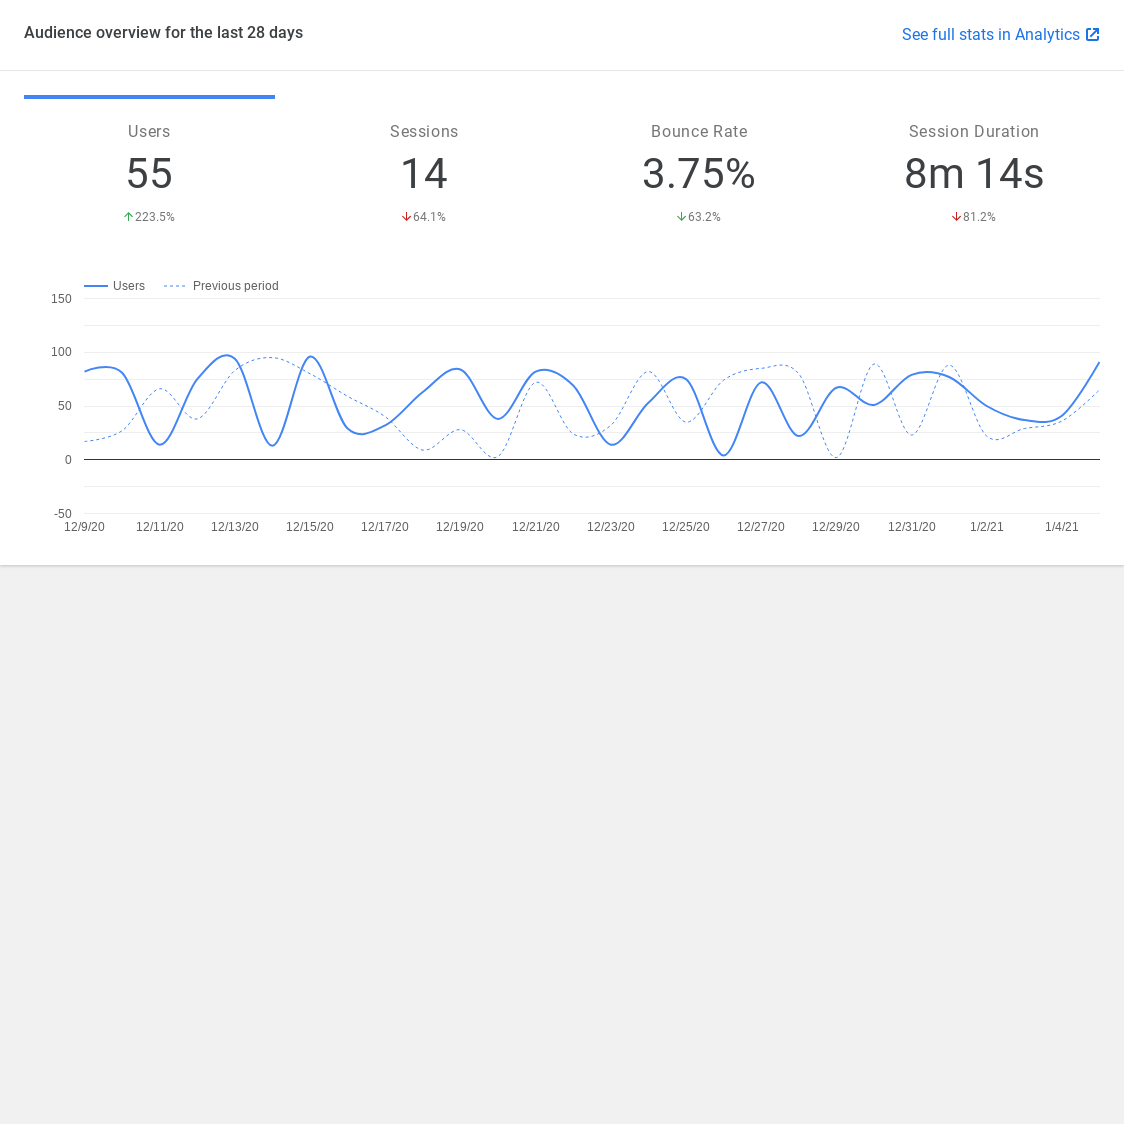 Audience overview for the last 28 days
See full stats in Analytics
Users
55
223.5%
Sessions
14
64.1%
Bounce Rate
3.75%
63.2%
Session Duration
8m 14s
81.2%
Users
Previous period
150
100
50
0
-50
12/9/20
12/11/20
12/13/20
12/15/20
12/17/20
12/19/20
12/21/20
12/23/20
12/25/20
12/27/20
12/29/20
12/31/20
1/2/21
1/4/21